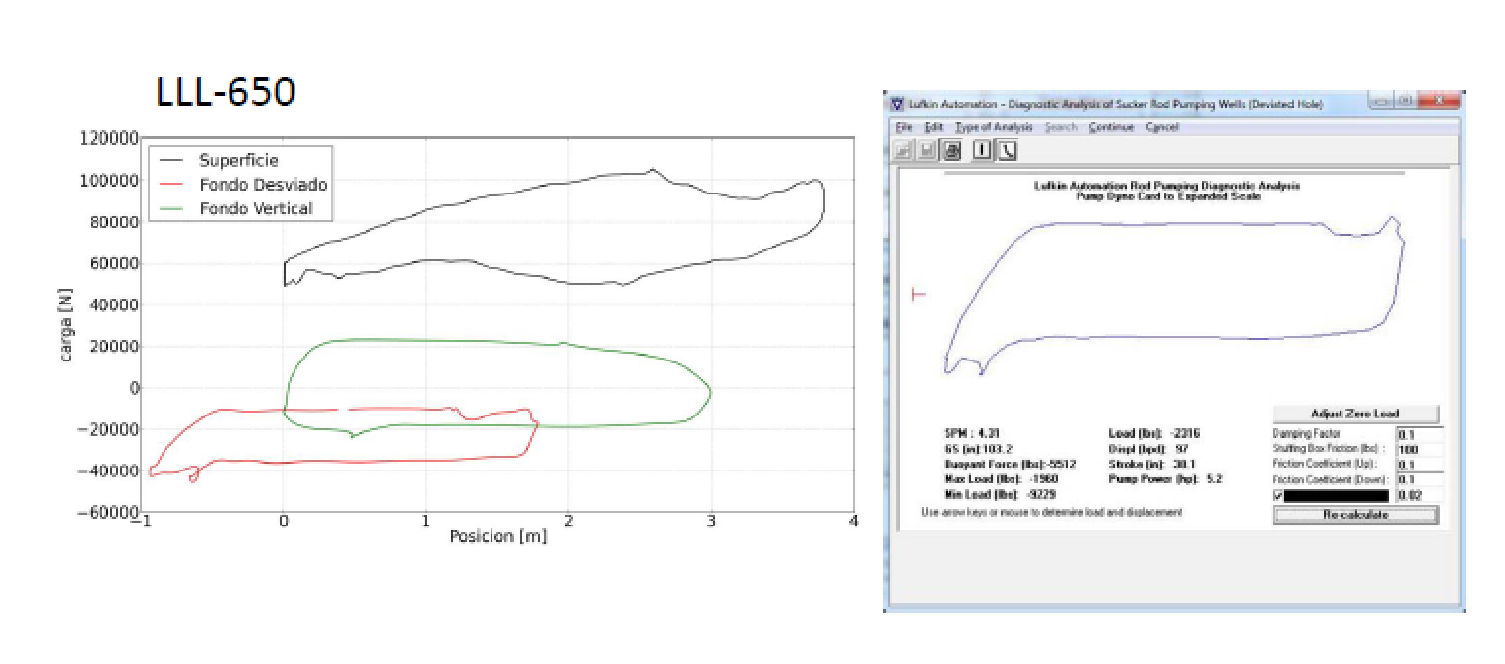 LLL-650
120000
100000
80000
60000
40000
20000
0
−20000
−40000
−60000
carga [N]
Superficie
Fondo Desviado
Fondo Vertical
−1 0 1 2 3 4
Posicion [m]
Lufkin Automation - Diagnostic Analysis of Sucker Rod Pumping Wells (Deviated Hole)
File Edit Type of Analysis Search Continue Cancel
Lufkin Automation Rod Pumping Diagnostic Analysis
Pump Dyno Card to Expanded Scale
SPM : 4.31
GS (in):103.2
Buoyant Force (lbs):-5512
Max Load (lbs): -1960
Min Load (lbs): -9229
Load (lbs): -2316
Displ (bpd): 97
Stroke (in): 30.1
Pump Power (hp): 5.2
Adjust Zero Load
Damping Factor 0.1
Stuffing Box Friction (lbs) : 100
Friction Coefficient (Up) : 0.1
Friction Coefficient (Down) : 0.1
0.02
Re-calculate
Use arrow keys or mouse to determine load and displacement